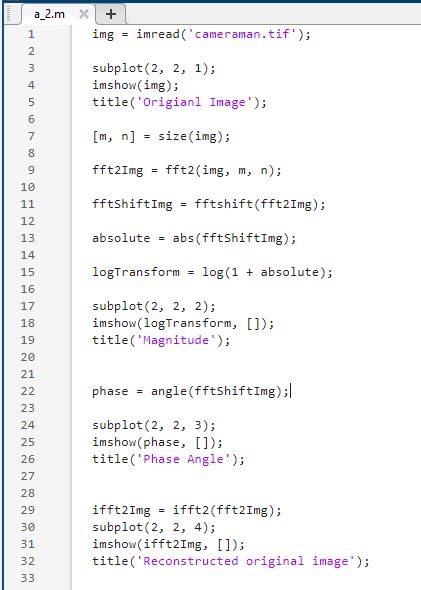 a_2.m
1 img = imread('cameraman.tif');
2
3 subplot(2, 2, 1);
4 imshow(img);
5 title('Origianl Image');
6
7 [m, n] = size(img);
8
9 fft2Img = fft2(img, m, n);
10
11 fftShiftImg = fftshift(fft2Img);
12
13 absolute = abs(fftShiftImg);
14
15 logTransform = log(1 + absolute);
16
17 subplot(2, 2, 2);
18 imshow(logTransform, []);
19 title('Magnitude');
20
21
22 phase = angle(fftShiftImg);
23
24 subplot(2, 2, 3);
25 imshow(phase, []);
26 title('Phase Angle');
27
28
29 ifft2Img = ifft2(fft2Img);
30 subplot(2, 2, 4);
31 imshow(ifft2Img, []);
32 title('Reconstructed original image');
33